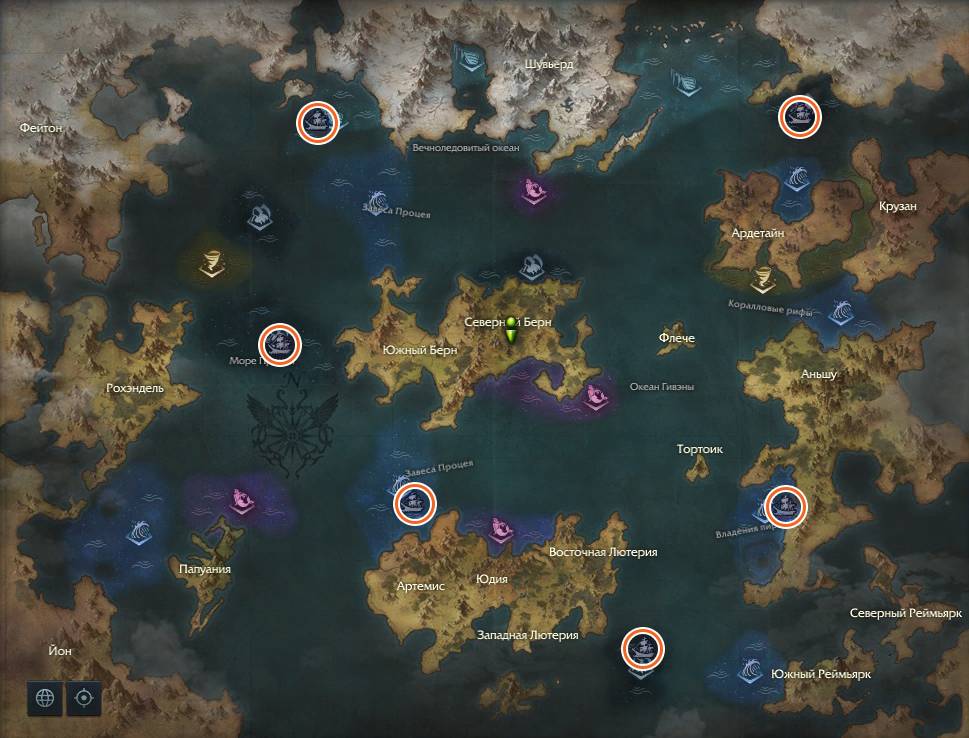 Шувьерд
Фейтон
Вечноледовитый океан
Крузан
Завеса Процея
Ардетайн
Коралловые рифы
Северный Берн
Флече
Южный Берн
Море
Аньшу
Рохэндель
Океан Гивэны
N
Тортоик
Завеса Процея
Владения
Восточная Лютерия
Папуания
Юдия
Артемис
Северный Реймьярк
Западная Лютерия
Йон
Южный Реймьярк